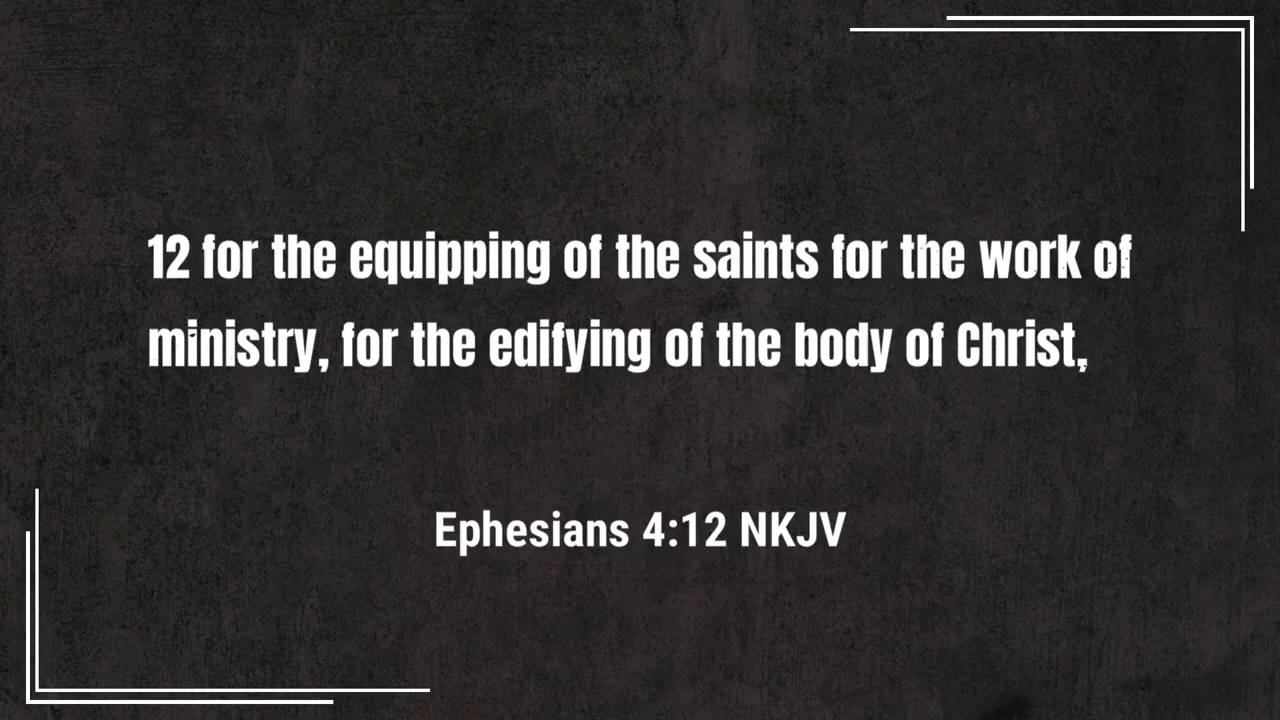 12 for the equipping of the saints for the work of
ministry, for the edifying of the body of Christ,
Ephesians 4:12 NKJV